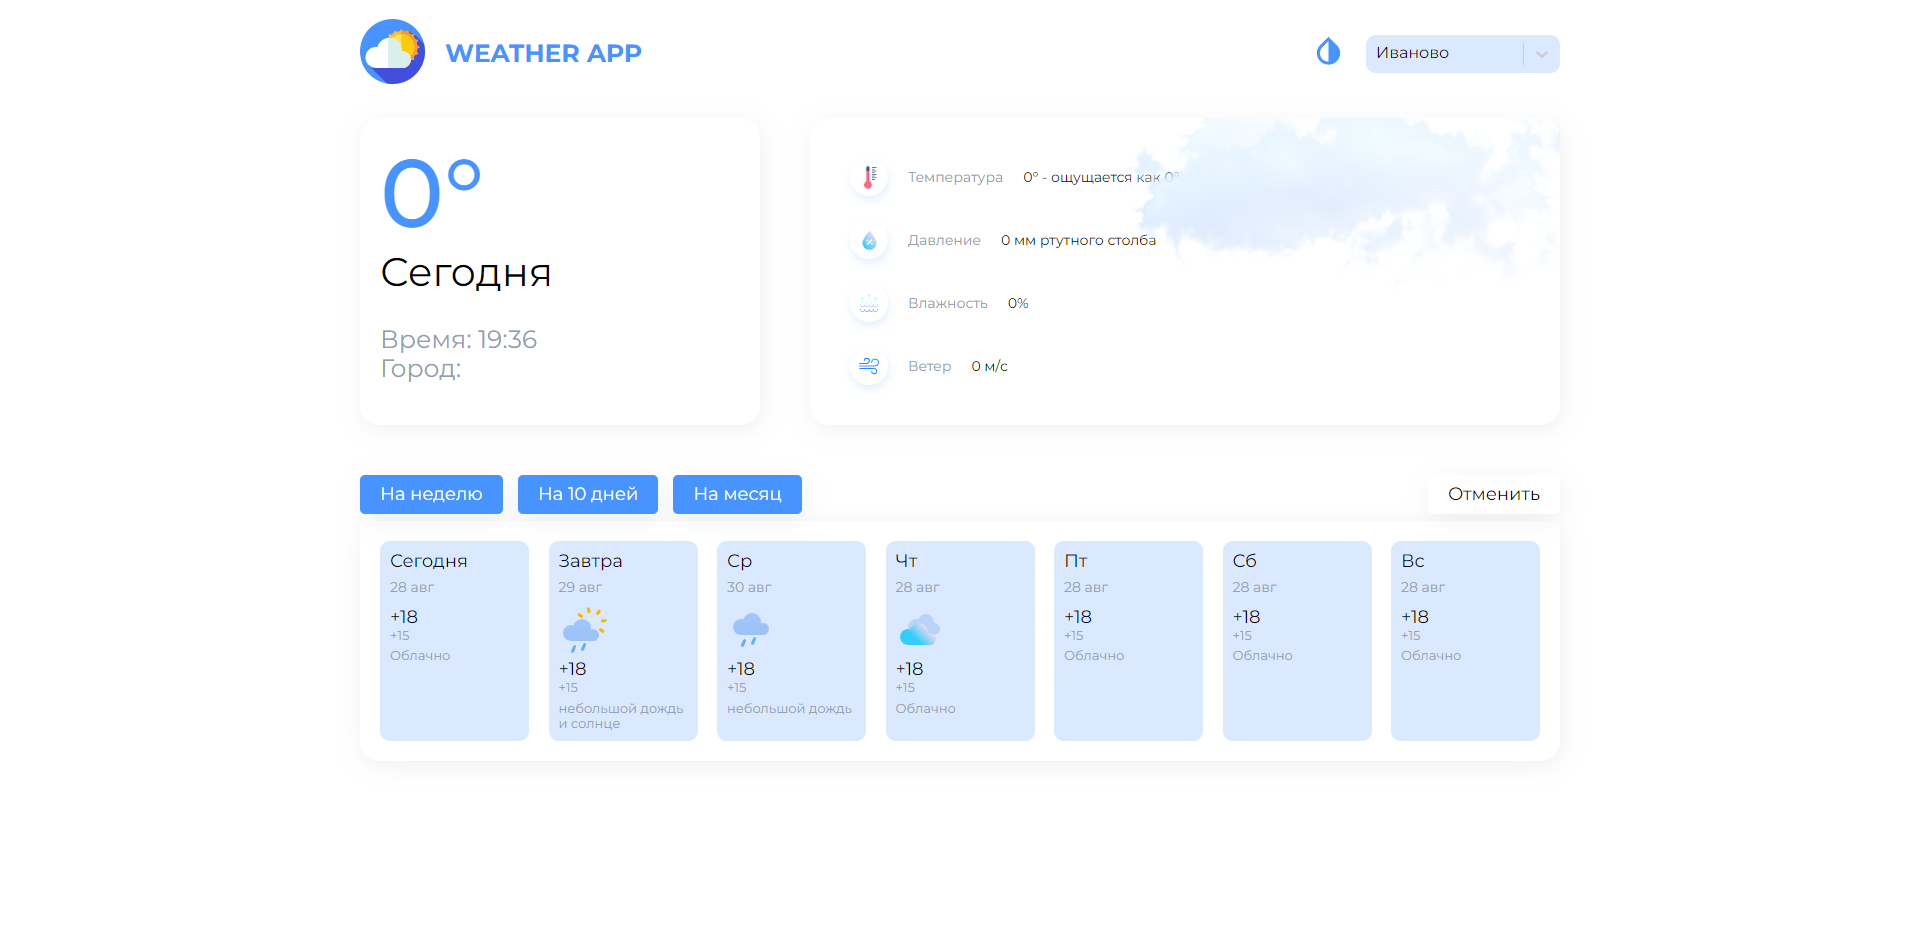 WEATHER APP
Иваново
0°
Сегодня
Время: 19:36
Город:
Температура 0° - ощущается как 0°
Давление 0 мм ртутного столба
Влажность 0%
Ветер 0 м/с
На неделю На 10 дней На месяц Отменить
Сегодня
28 авг
+18
+15
Облачно
Завтра
29 авг
+18
+15
небольшой дождь
и солнце
Ср
30 авг
+18
+15
небольшой дождь
Чт
28 авг
+18
+15
Облачно
Пт
28 авг
+18
+15
Облачно
Сб
28 авг
+18
+15
Облачно
Вс
28 авг
+18
+15
Облачно